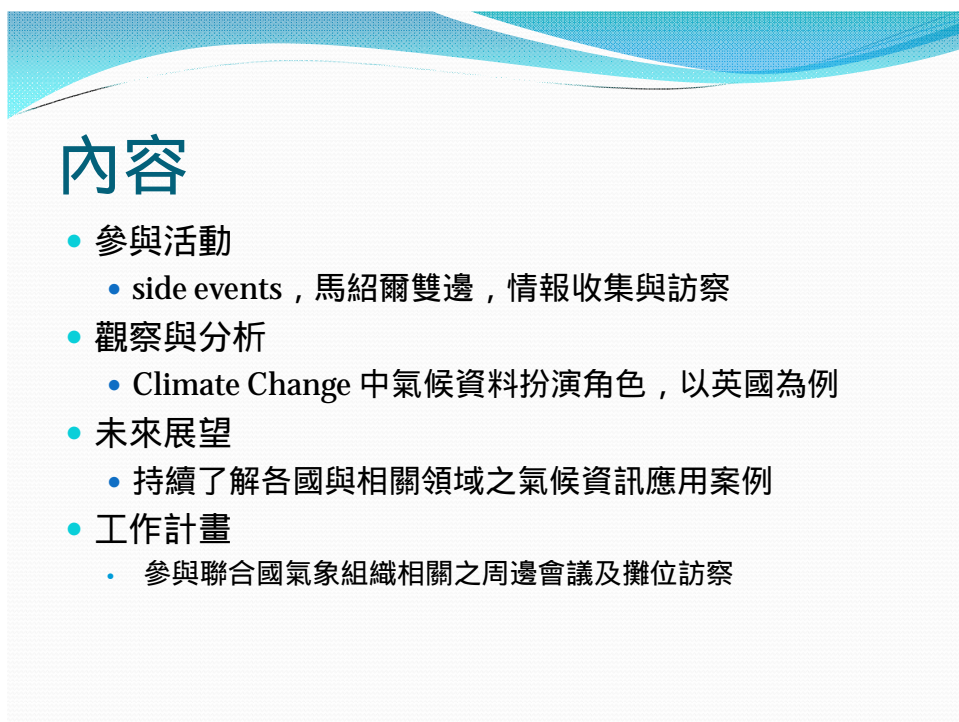 內容
參與活動
side events，馬紹爾雙邊，情報收集與訪察
觀察與分析
Climate Change 中氣候資料扮演角色，以英國為例
未來展望
持續了解各國與相關領域之氣候資訊應用案例
工作計畫
參與聯合國氣象組織相關之周邊會議及攤位訪察